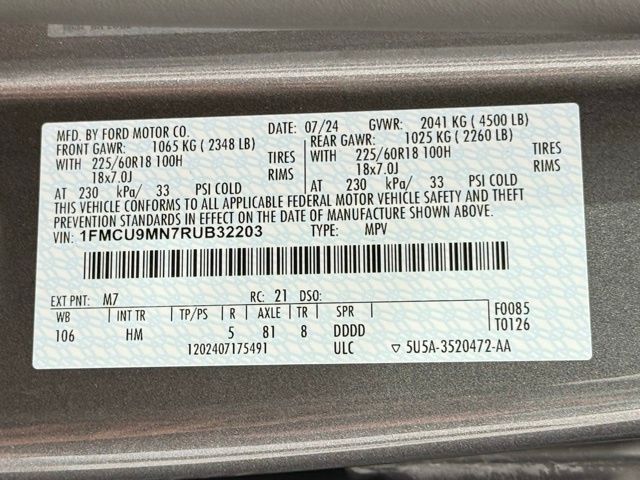 MFD. BY FORD MOTOR CO. DATE: 07/24 GVWR: 2041 KG ( 4500 LB)
FRONT GAWR: 1065 KG ( 2348 LB) REAR GAWR: 1025 KG ( 2260 LB)
WITH 225/60R18 100H TIRES WITH 225/60R18 100H TIRES
18x7.0J RIMS 18x7.0J RIMS
AT 230 kPa/ 33 PSI COLD AT 230 kPa/ 33 PSI COLD
THIS VEHICLE CONFORMS TO ALL APPLICABLE FEDERAL MOTOR VEHICLE SAFETY AND THEFT
PREVENTION STANDARDS IN EFFECT ON THE DATE OF MANUFACTURE SHOWN ABOVE.
VIN: 1FMCU9MN7RUB32203 TYPE: MPV
EXT PNT: M7 RC: 21 DSO:
WB INT TR TP/PS R AXLE TR SPR F0085
106 HM 5 81 8 DDDD T0126
1202407175491 ULC ▽ 5U5A-3520472-AA